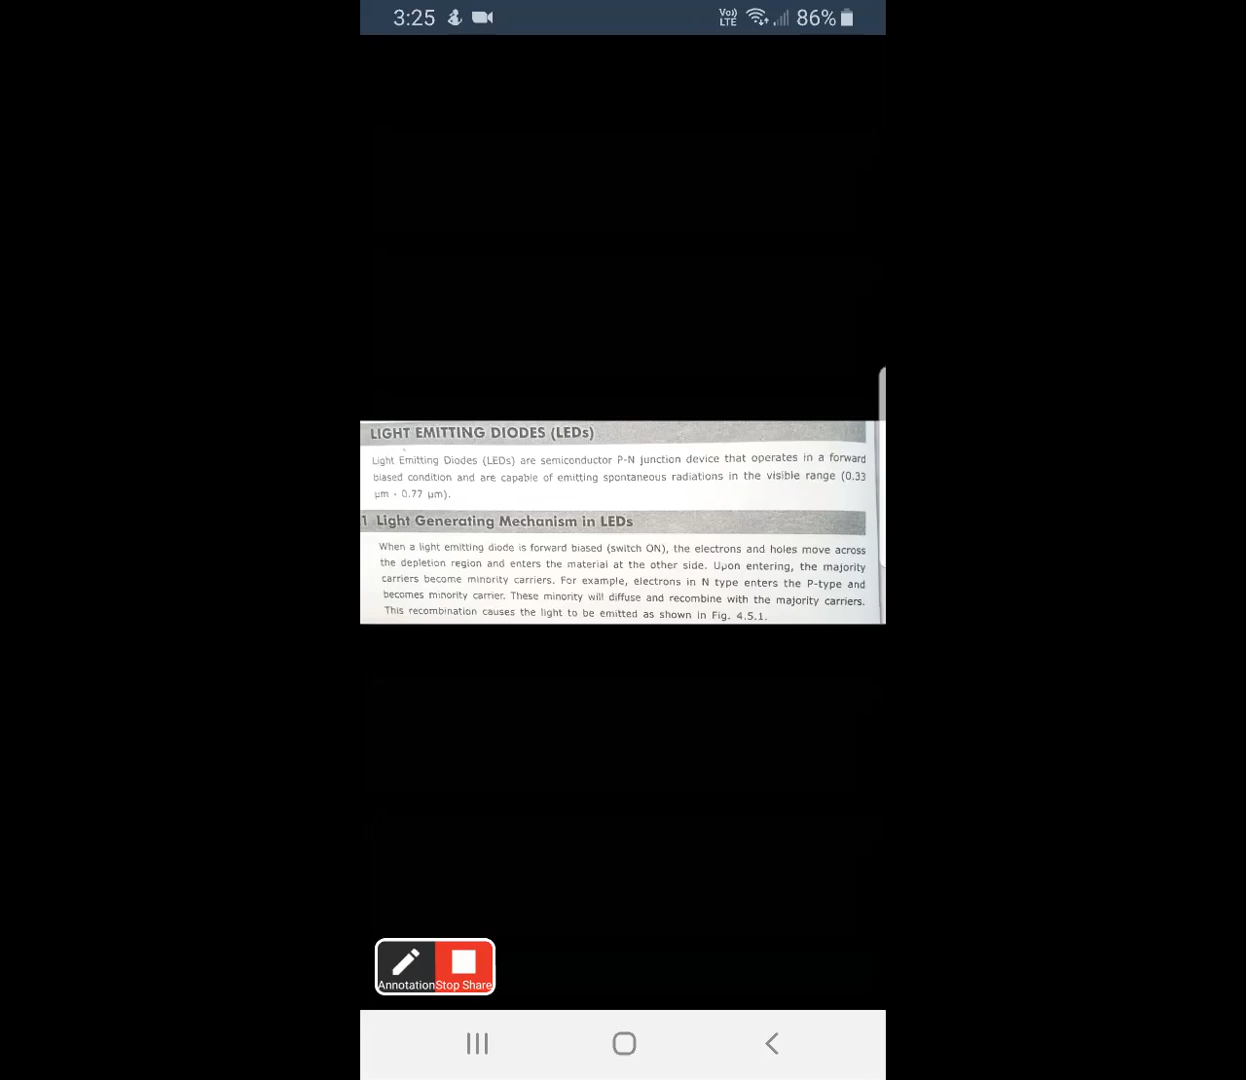 3:25 Vo)) LTE 86%
LIGHT EMITTING DIODES (LEDs)
Light Emitting Diodes (LEDs) are semiconductor P-N junction device that operates in a forward
biased condition and are capable of emitting spontaneous radiations in the visible range (0.33
μm - 0.77 μm).
1 Light Generating Mechanism in LEDs
When a light emitting diode is forward biased (switch ON), the electrons and holes move across
the depletion region and enters the material at the other side. Upon entering, the majority
carriers become minority carriers. For example, electrons in N type enters the P-type and
becomes minority carrier. These minority will diffuse and recombine with the majority carriers.
This recombination causes the light to be emitted as shown in Fig. 4.5.1.
Annotation Stop Share